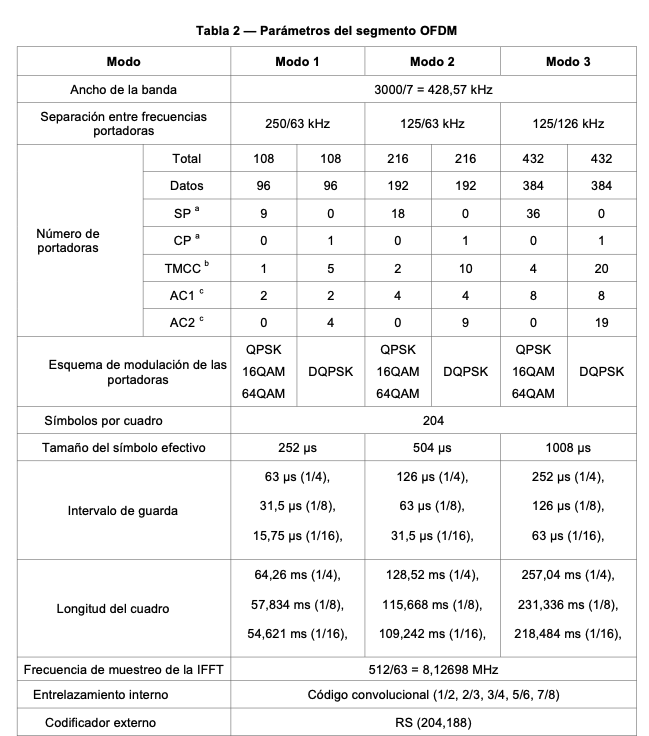 Tabla 2 — Parámetros del segmento OFDM
Modo Modo 1 Modo 2 Modo 3
Ancho de la banda 3000/7 = 428,57 kHz
Separación entre frecuencias
portadoras 250/63 kHz 125/63 kHz 125/126 kHz
Número de
portadoras
Total 108 108 216 216 432 432
Datos 96 96 192 192 384 384
SP a 9 0 18 0 36 0
CP a 0 1 0 1 0 1
TMCC b 1 5 2 10 4 20
AC1 c 2 2 4 4 8 8
AC2 c 0 4 0 9 0 19
Esquema de modulación de las
portadoras
QPSK QPSK QPSK
16QAM DQPSK 16QAM DQPSK 16QAM DQPSK
64QAM 64QAM 64QAM
Símbolos por cuadro 204
Tamaño del símbolo efectivo 252 µs 504 µs 1008 µs
Intervalo de guarda
63 µs (1/4), 126 µs (1/4), 252 µs (1/4),
31,5 µs (1/8), 63 µs (1/8), 126 µs (1/8),
15,75 µs (1/16), 31,5 µs (1/16), 63 µs (1/16),
Longitud del cuadro
64,26 ms (1/4), 128,52 ms (1/4), 257,04 ms (1/4),
57,834 ms (1/8), 115,668 ms (1/8), 231,336 ms (1/8),
54,621 ms (1/16), 109,242 ms (1/16), 218,484 ms (1/16),
Frecuencia de muestreo de la IFFT 512/63 = 8,12698 MHz
Entrelazamiento interno Código convolucional (1/2, 2/3, 3/4, 5/6, 7/8)
Codificador externo RS (204,188)